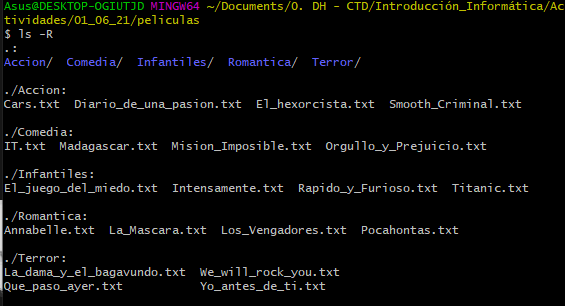 Asus@DESKTOP-OGIUTJD MINGW64 ~/Documents/O. DH - CTD/Introducción_Informática/Ac
tividades/01_06_21/peliculas
$ ls -R
.:
Accion/  Comedia/  Infantiles/  Romantica/  Terror/
./Accion:
Cars.txt  Diario_de_una_pasion.txt  El_hexorcista.txt  Smooth_Criminal.txt
./Comedia:
IT.txt  Madagascar.txt  Mision_Imposible.txt  Orgullo_y_Prejuicio.txt
./Infantiles:
El_juego_del_miedo.txt  Intensamente.txt  Rapido_y_Furioso.txt  Titanic.txt
./Romantica:
Annabelle.txt  La_Mascara.txt  Los_Vengadores.txt  Pocahontas.txt
./Terror:
La_dama_y_el_bagavundo.txt  We_will_rock_you.txt
Que_paso_ayer.txt           Yo_antes_de_ti.txt